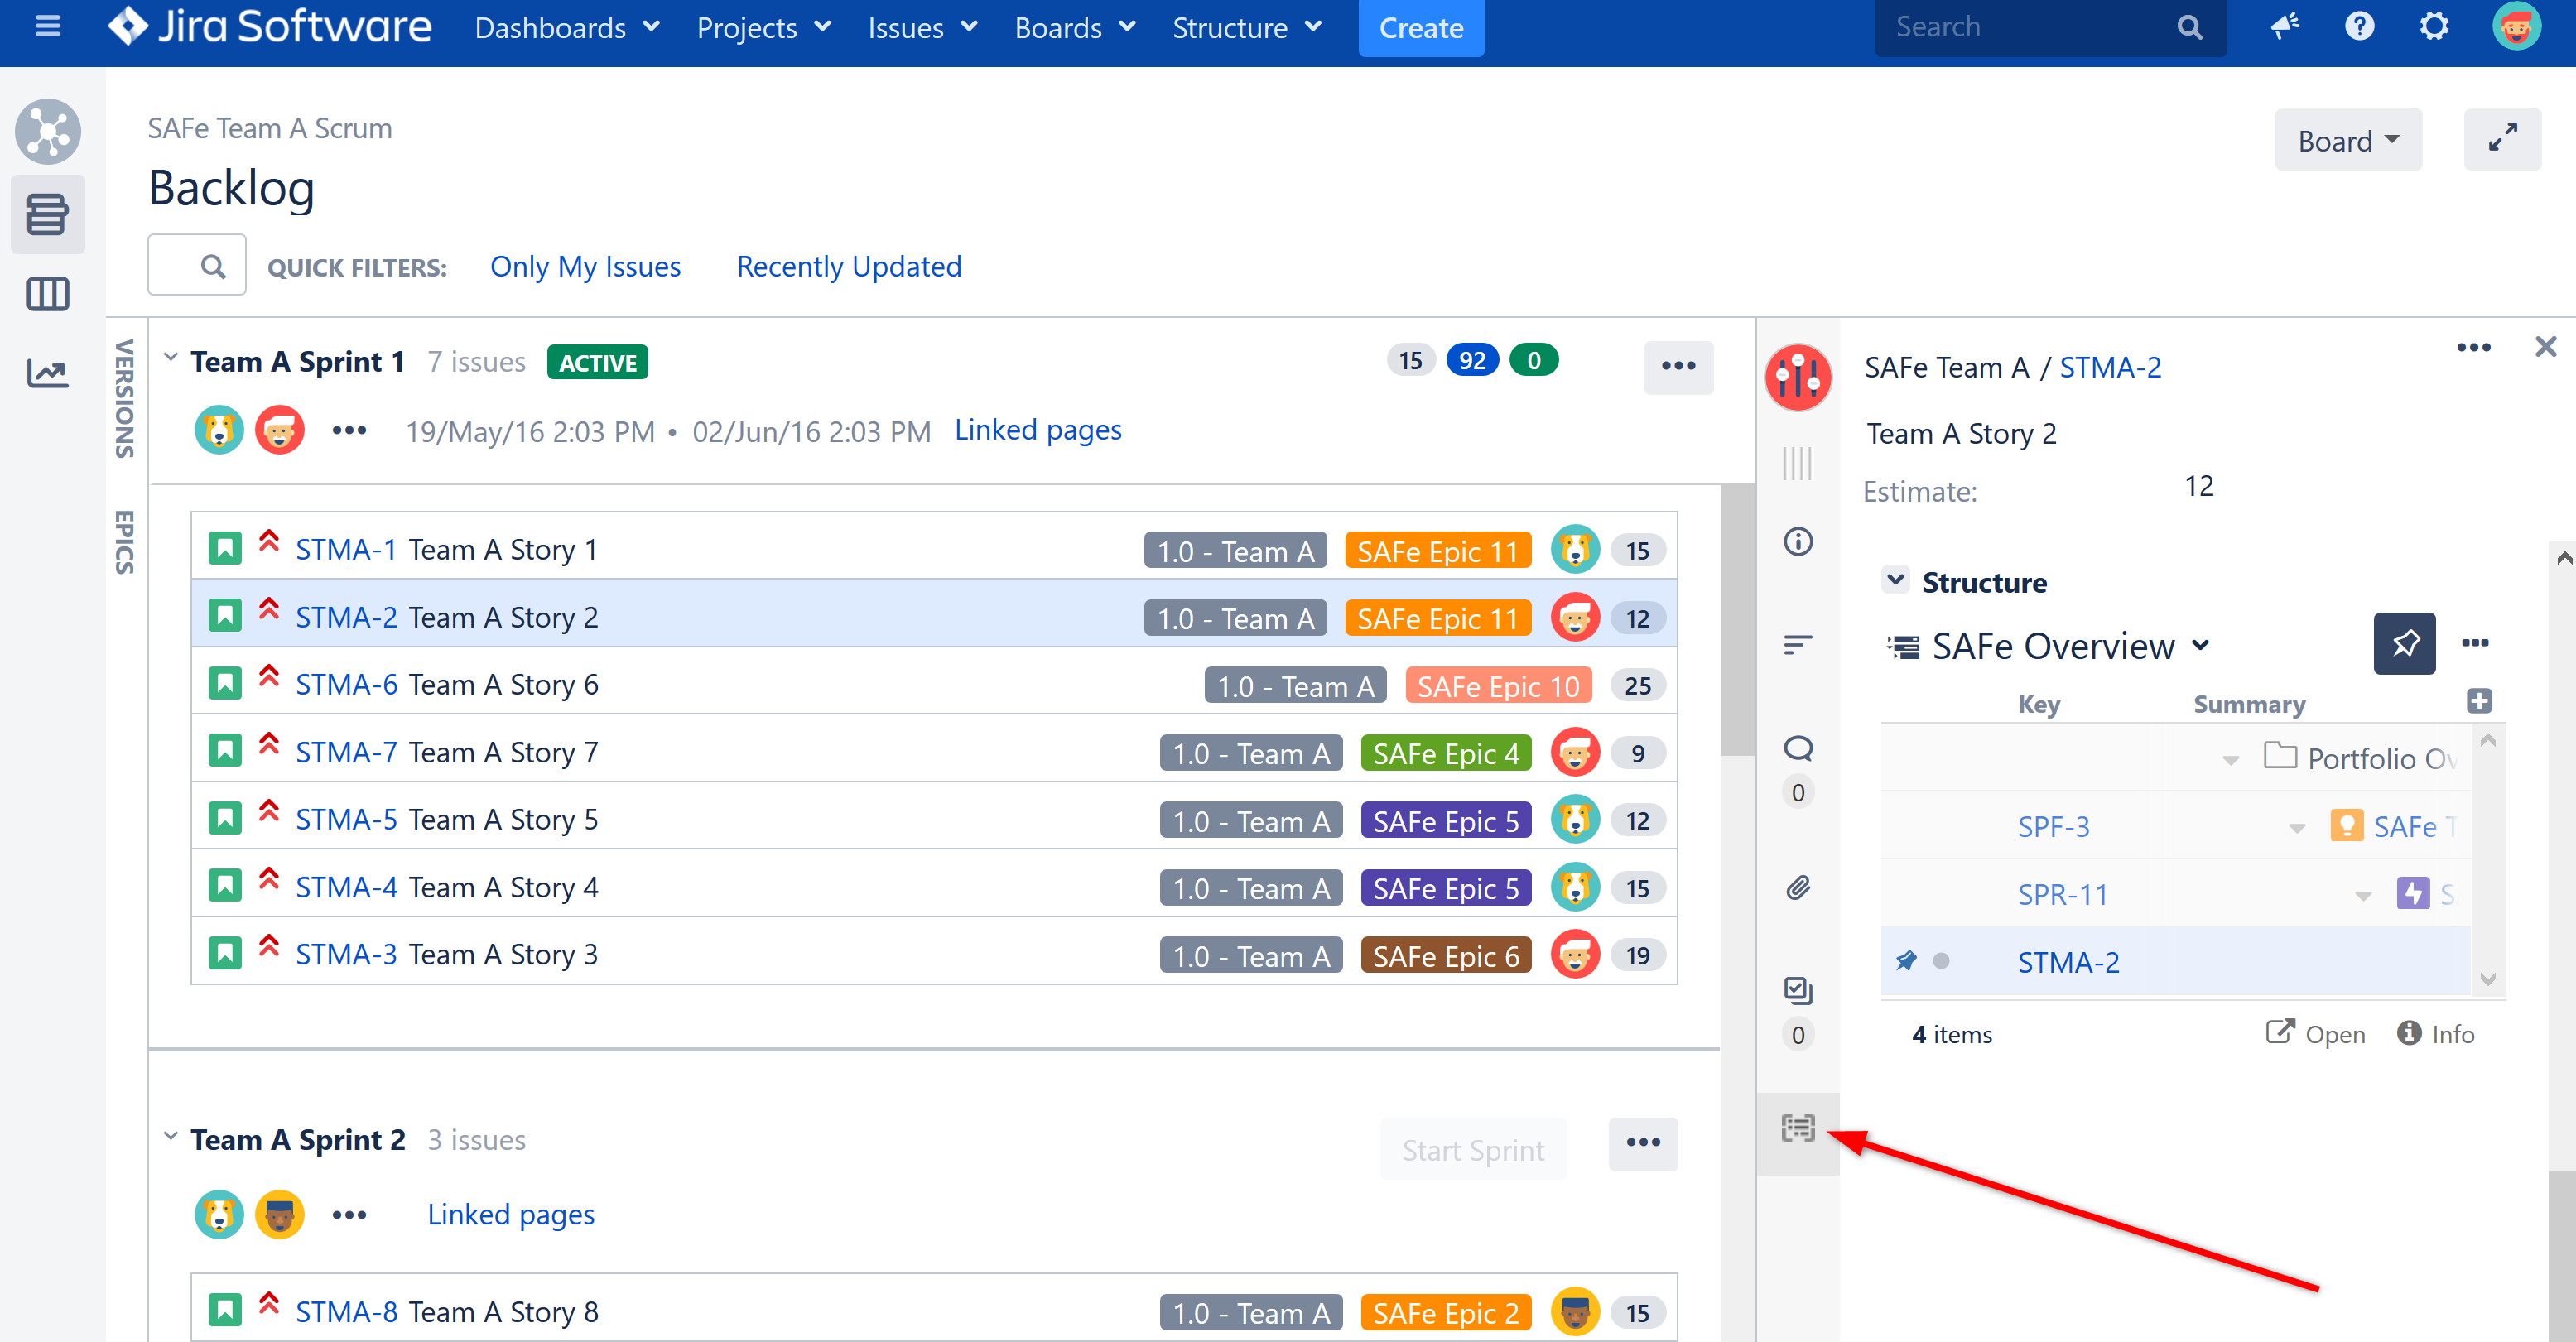 Jira Software Dashboards Projects Issues Boards Structure Create Search
SAFe Team A Scrum
Board
Backlog
QUICK FILTERS: Only My Issues Recently Updated
VERSIONS
EPICS
Team A Sprint 1 7 issues ACTIVE 15 92 0
19/May/16 2:03 PM • 02/Jun/16 2:03 PM Linked pages
STMA-1 Team A Story 1 1.0 - Team A SAFe Epic 11 15
STMA-2 Team A Story 2 1.0 - Team A SAFe Epic 11 12
STMA-6 Team A Story 6 1.0 - Team A SAFe Epic 10 25
STMA-7 Team A Story 7 1.0 - Team A SAFe Epic 4 9
STMA-5 Team A Story 5 1.0 - Team A SAFe Epic 5 12
STMA-4 Team A Story 4 1.0 - Team A SAFe Epic 5 15
STMA-3 Team A Story 3 1.0 - Team A SAFe Epic 6 19
Team A Sprint 2 3 issues Start Sprint
Linked pages
STMA-8 Team A Story 8 1.0 - Team A SAFe Epic 2 15
0
0
SAFe Team A / STMA-2
Team A Story 2
Estimate: 12
Structure
SAFe Overview
Key Summary
Portfolio Ov
SPF-3 SAFe T
SPR-11 S
STMA-2
4 items Open Info